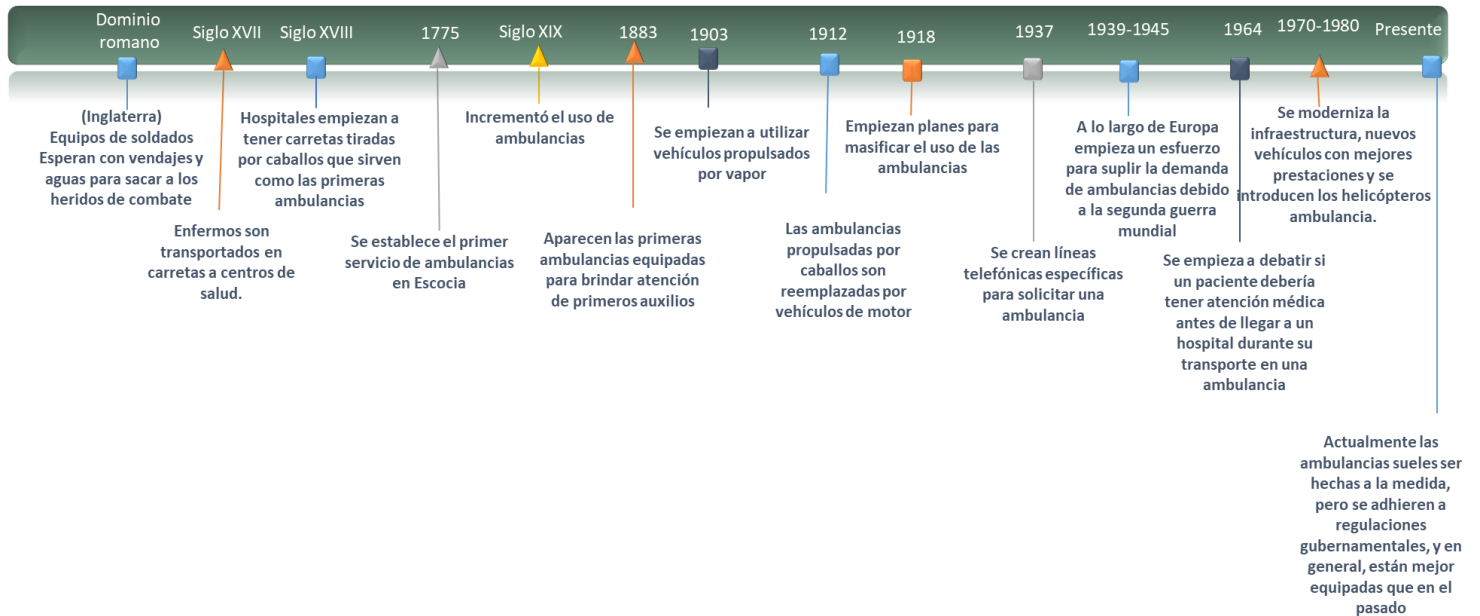 Dominio
romano
Siglo XVII
Siglo XVIII
1775
Siglo XIX
1883
1903
1912
1918
1937
1939-1945
1964
1970-1980
Presente
(Inglaterra)
Equipos de soldados
Esperan con vendajes y
aguas para sacar a los
heridos de combate
Enfermos son
transportados en
carretas a centros de
salud.
Hospitales empiezan a
tener carretas tiradas
por caballos que sirven
como las primeras
ambulancias
Se establece el primer
servicio de ambulancias
en Escocia
Incrementó el uso de
ambulancias
Aparecen las primeras
ambulancias equipadas
para brindar atención
de primeros auxilios
Se empiezan a utilizar
vehículos propulsados
por vapor
Las ambulancias
propulsadas por
caballos son
reemplazadas por
vehículos de motor
Empiezan planes para
masificar el uso de las
ambulancias
Se crean líneas
telefónicas específicas
para solicitar una
ambulancia
A lo largo de Europa
empieza un esfuerzo
para suplir la demanda
de ambulancias debido
a la segunda guerra
mundial
Se empieza a debatir si
un paciente debería
tener atención médica
antes de llegar a un
hospital durante su
transporte en una
ambulancia
Se moderniza la
infraestructura, nuevos
vehículos con mejores
prestaciones y se
introducen los helicópteros
ambulancia.
Actualmente las
ambulancias sueles ser
hechas a la medida,
pero se adhieren a
regulaciones
gubernamentales, y en
general, están mejor
equipadas que en el
pasado